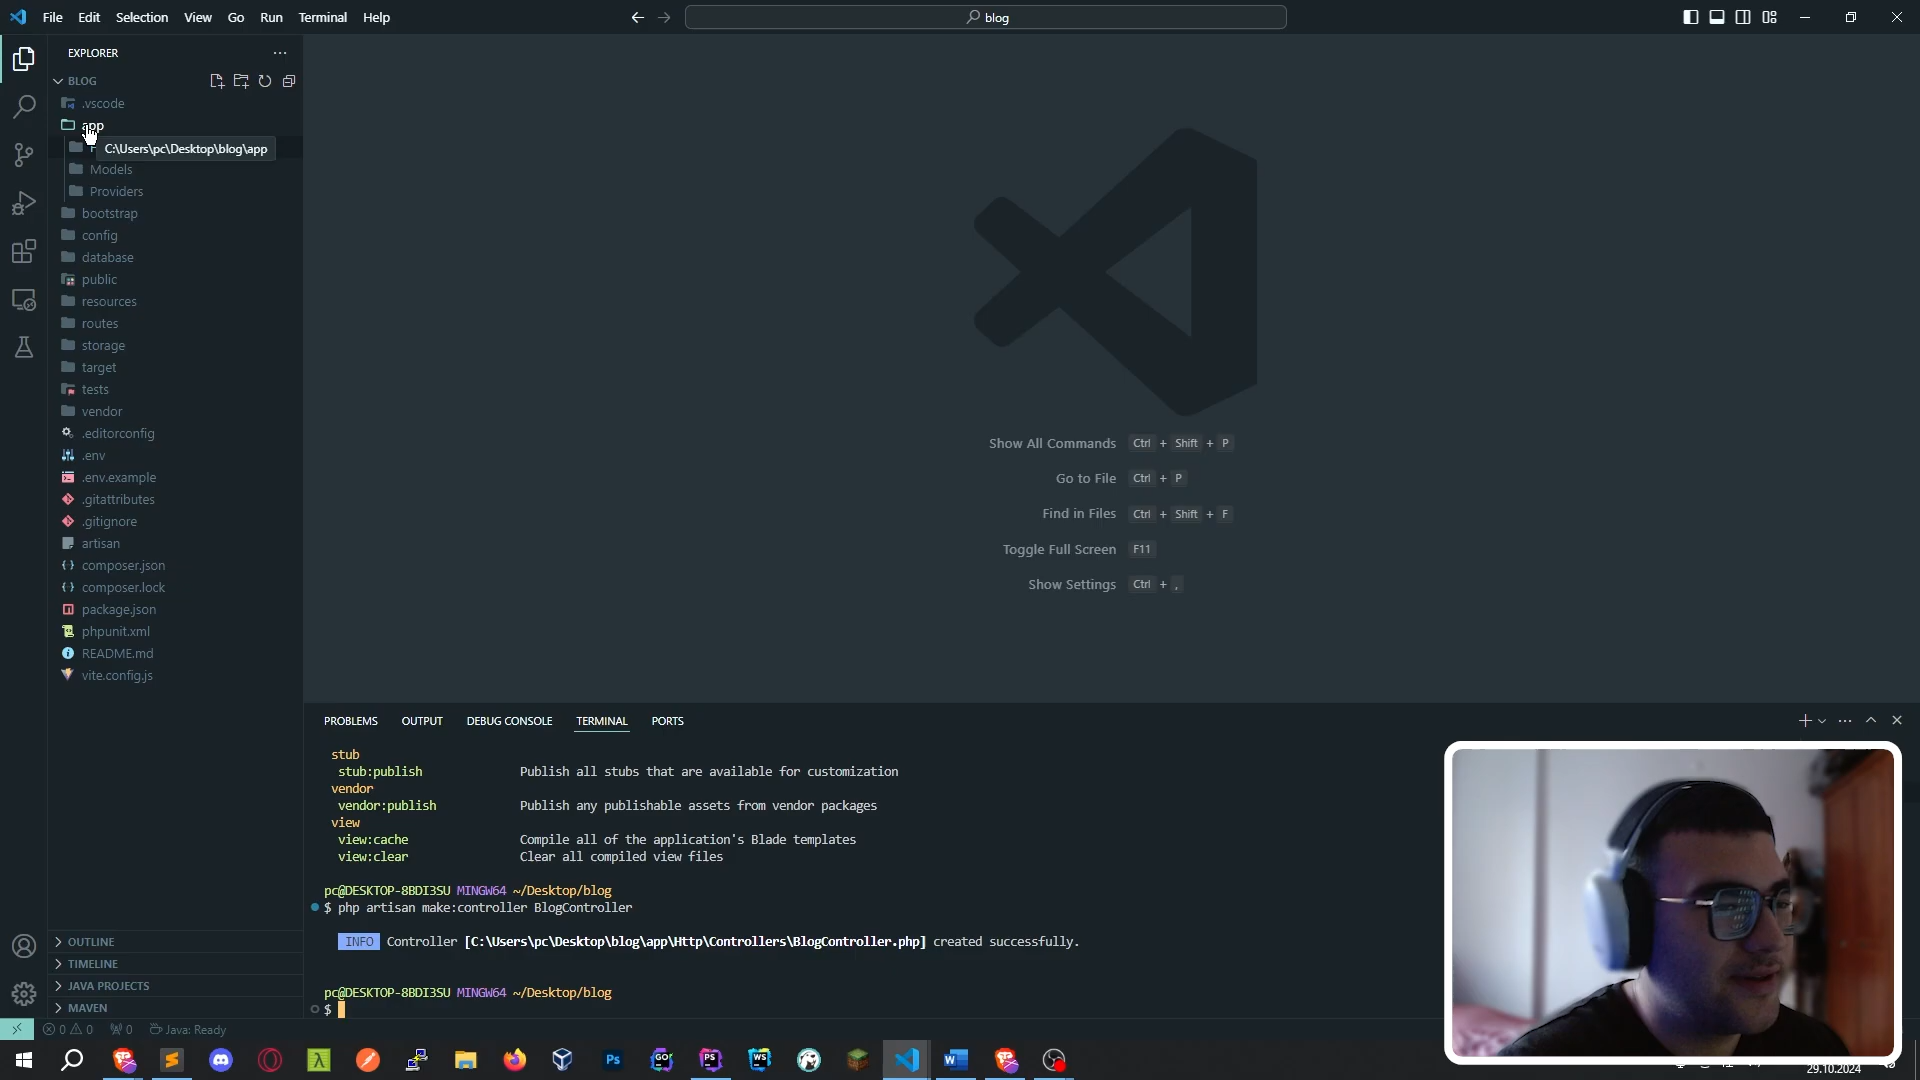 File Edit Selection View Go Run Terminal Help
blog
EXPLORER
BLOG
.vscode
app
C:\Users\pc\Desktop\blog\app
Models
Providers
bootstrap
config
database
public
resources
routes
storage
target
tests
vendor
.editorconfig
.env
.env.example
.gitattributes
.gitignore
artisan
composer.json
composer.lock
package.json
phpunit.xml
README.md
vite.config.js
OUTLINE
TIMELINE
JAVA PROJECTS
MAVEN
Show All Commands Ctrl + Shift + P
Go to File Ctrl + P
Find in Files Ctrl + Shift + F
Toggle Full Screen F11
Show Settings Ctrl + ,
PROBLEMS OUTPUT DEBUG CONSOLE TERMINAL PORTS
stub
stub:publish Publish all stubs that are available for customization
vendor
vendor:publish Publish any publishable assets from vendor packages
view
view:cache Compile all of the application's Blade templates
view:clear Clear all compiled view files
pc@DESKTOP-8BDI3SU MINGW64 ~/Desktop/blog
$ php artisan make:controller BlogController
INFO Controller [C:\Users\pc\Desktop\blog\app\Http\Controllers\BlogController.php] created successfully.
pc@DESKTOP-8BDI3SU MINGW64 ~/Desktop/blog
$
0 0 0 Java: Ready
Ps GO PS WS
29.10.2024